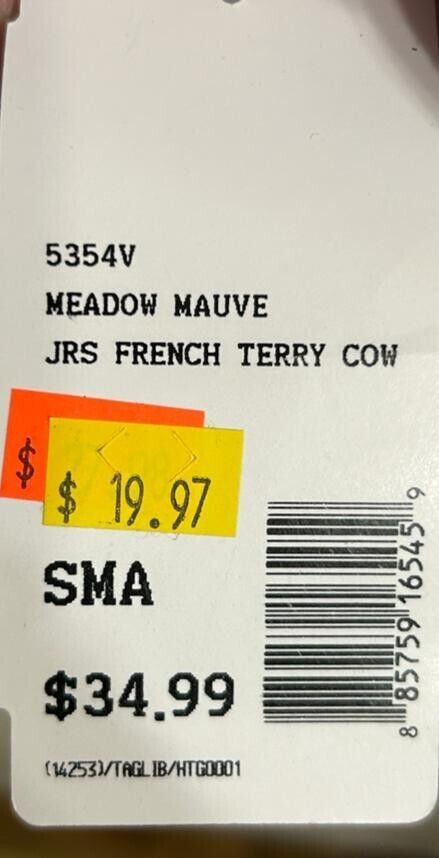 5354V
MEADOW MAUVE
JRS FRENCH TERRY COW
$
$ 19.97
SMA
$34.99
(14253)/TAGLIB/HTG0001
8 85759 16545 9